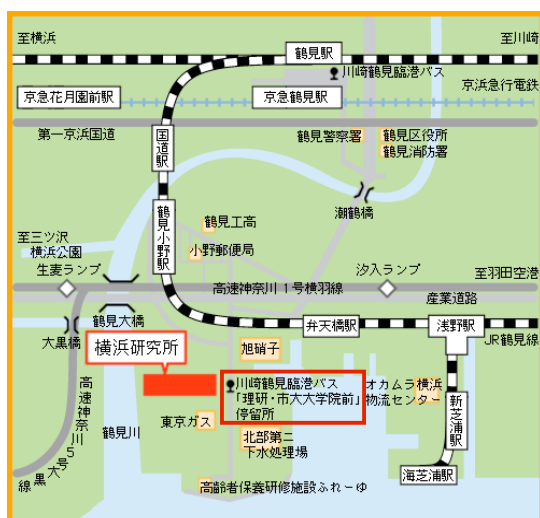 至横浜
鶴見駅
至川崎
川崎鶴見臨港バス
京浜急行電鉄
京急花月園前駅
京急鶴見駅
第一京浜国道
国道駅
鶴見警察署
鶴見区役所
鶴見消防署
潮鶴橋
鶴見小野駅
鶴見工高
小野郵便局
至三ツ沢
横浜公園
生麦ランプ
汐入ランプ
至羽田空港
高速神奈川1号横羽線
産業道路
鶴見大橋
大黒橋
弁天橋駅
浅野駅
JR鶴見線
横浜研究所
旭硝子
川崎鶴見臨港バス
「理研・市大大学院前」
停留所
オカムラ横浜
物流センター
新芝浦駅
東京ガス
高速神奈川5号大黒線
鶴見川
北部第二
下水処理場
海芝浦駅
高齢者保養研修施設ふれーゆ